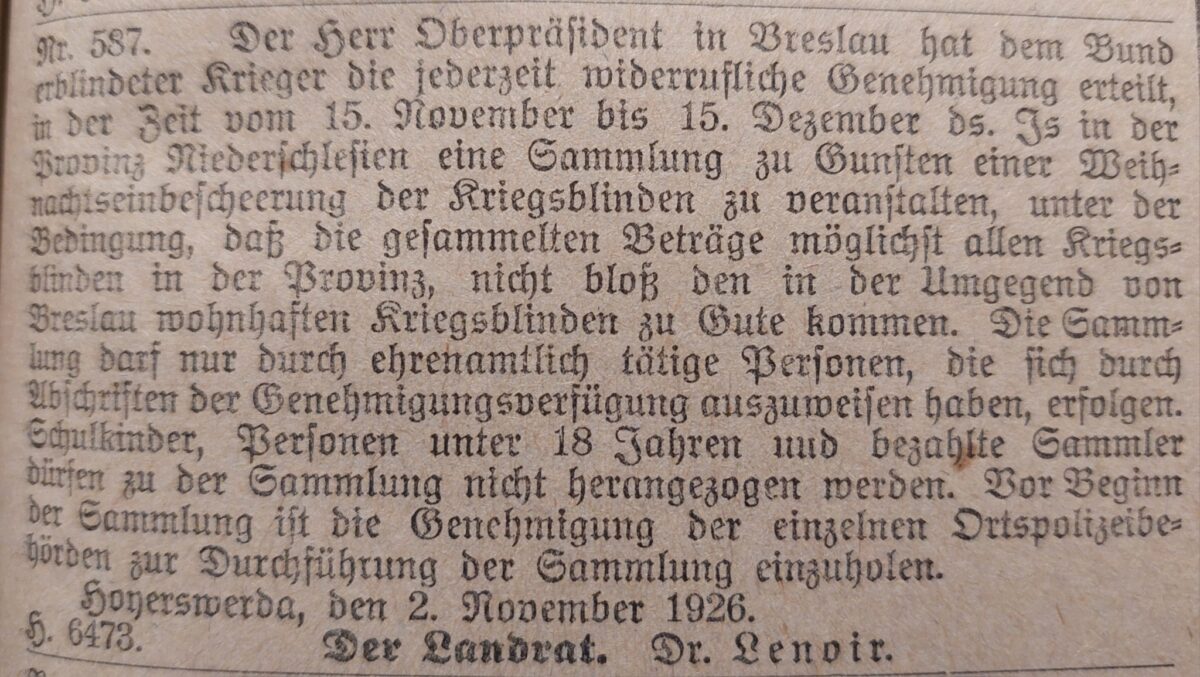 Nr. 587. Der Herr Oberpräsident in Breslau hat dem Bund
erblindeter Krieger die jederzeit widerrufliche Genehmigung erteilt,
in der Zeit vom 15. November bis 15. Dezember ds. Is in der
Provinz Niederschlesien eine Sammlung zu Gunsten einer Weih-
nachtseinbescheerung der Kriegsblinden zu veranstalten, unter der
Bedingung, daß die gesammelten Beträge möglichst allen Kriegs-
blinden in der Provinz, nicht bloß den in der Umgegend von
Breslau wohnhaften Kriegsblinden zu Gute kommen. Die Samm-
lung darf nur durch ehrenamtlich tätige Personen, die sich durch
Abschriften der Genehmigungsverfügung auszuweisen haben, erfolgen.
Schulkinder, Personen unter 18 Jahren und bezahlte Sammler
dürfen zu der Sammlung nicht herangezogen werden. Vor Beginn
der Sammlung ist die Genehmigung der einzelnen Ortspolizeibe-
hörden zur Durchführung der Sammlung einzuholen.
Hoyerswerda, den 2. November 1926.
H. 6473. Der Landrat. Dr. Lenoir.